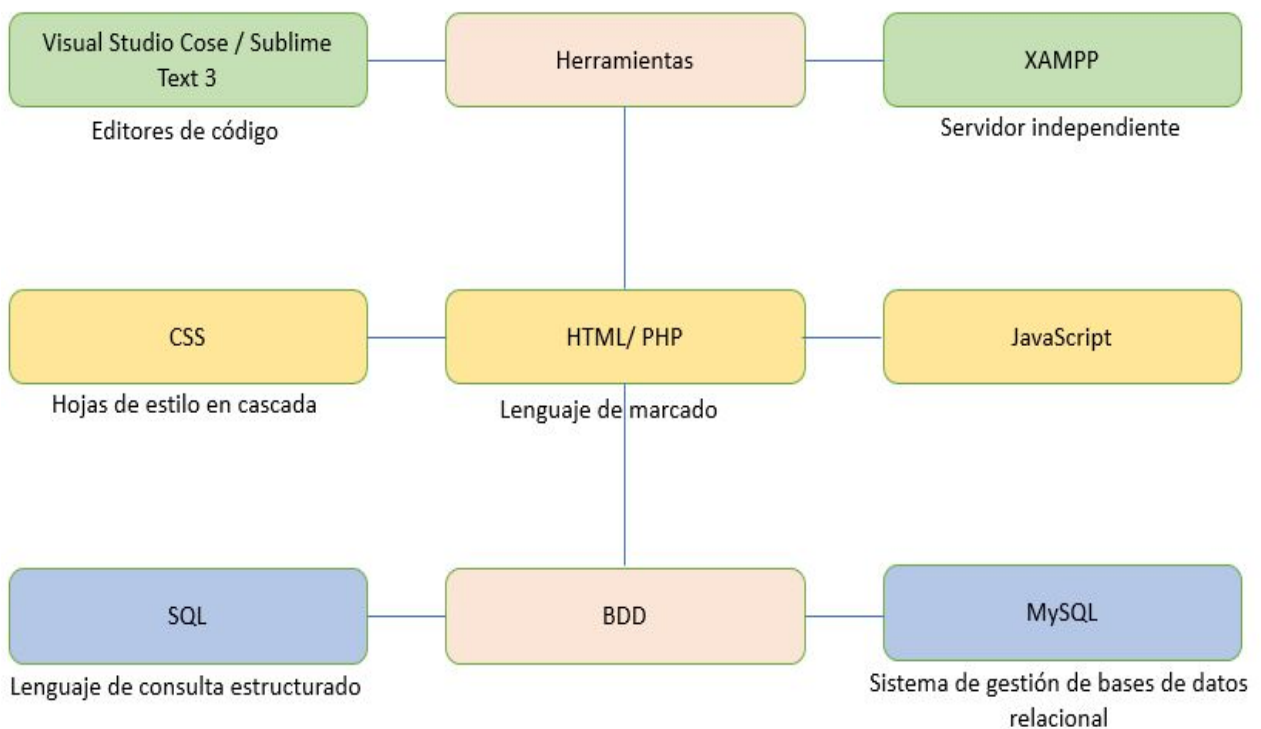 Visual Studio Cose / Sublime
Text 3
Herramientas
XAMPP
Editores de código
Servidor independiente
CSS
HTML/ PHP
JavaScript
Hojas de estilo en cascada
Lenguaje de marcado
SQL
BDD
MySQL
Lenguaje de consulta estructurado
Sistema de gestión de bases de datos
relacional